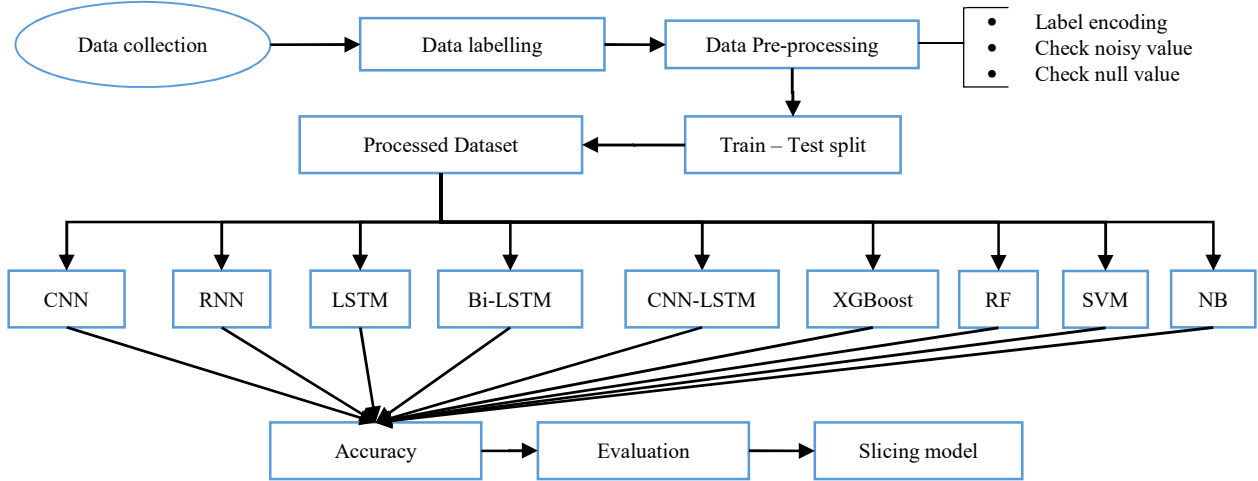 Data collection
Data labelling
Data Pre-processing
• Label encoding
• Check noisy value
• Check null value
Processed Dataset
Train – Test split
CNN
RNN
LSTM
Bi-LSTM
CNN-LSTM
XGBoost
RF
SVM
NB
Accuracy
Evaluation
Slicing model